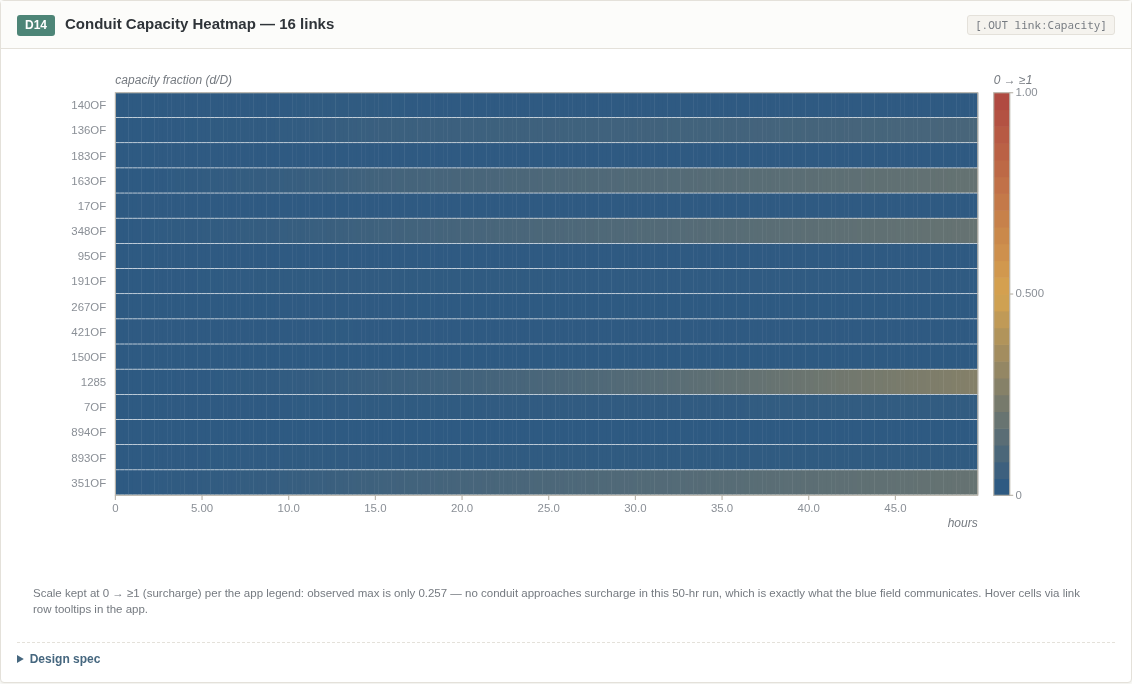 D14 Conduit Capacity Heatmap — 16 links [.OUT link:Capacity]
capacity fraction (d/D) 0 → ≥1
1.00
140OF
136OF
183OF
163OF
17OF
348OF
95OF
191OF
267OF
0.500
421OF
150OF
1285
7OF
894OF
893OF
351OF
0
0 5.00 10.0 15.0 20.0 25.0 30.0 35.0 40.0 45.0
hours
Scale kept at 0 → ≥1 (surcharge) per the app legend: observed max is only 0.257 — no conduit approaches surcharge in this 50-hr run, which is exactly what the blue field communicates. Hover cells via link
row tooltips in the app.
Design spec